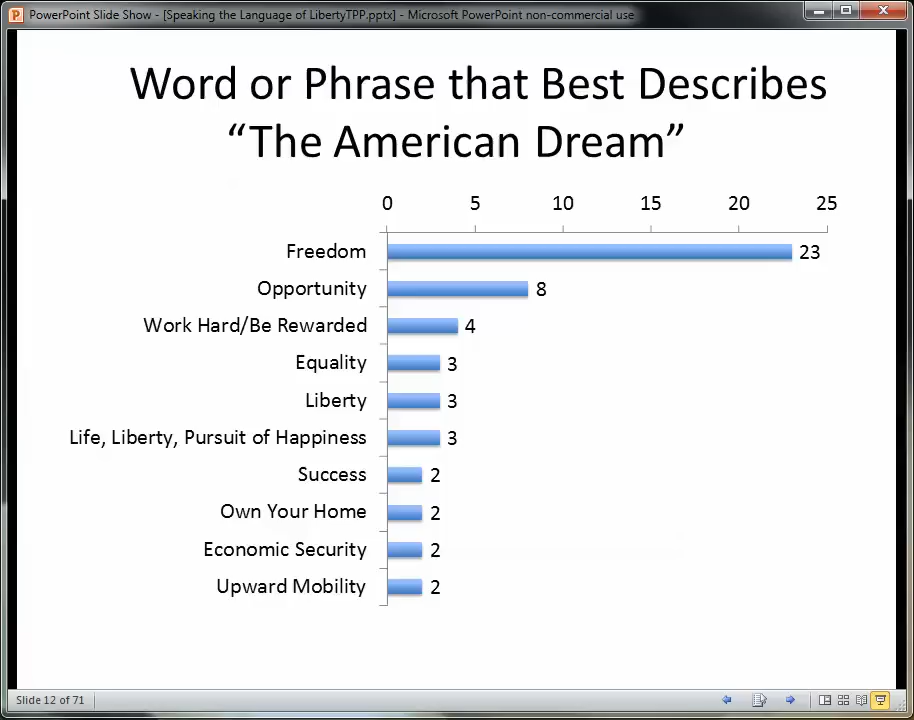 PowerPoint Slide Show - [Speaking the Language of LibertyTPP.pptx] - Microsoft PowerPoint non-commercial use
Word or Phrase that Best Describes
“The American Dream”
0 5 10 15 20 25
Freedom 23
Opportunity 8
Work Hard/Be Rewarded 4
Equality 3
Liberty 3
Life, Liberty, Pursuit of Happiness 3
Success 2
Own Your Home 2
Economic Security 2
Upward Mobility 2
Slide 12 of 71